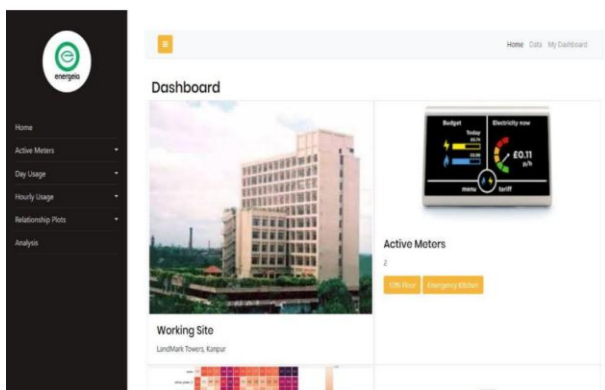 energeia
Home
Active Meters
Day Usage
Hourly Usage
Relationship Plots
Analysis
Home Data My Dashboard
Dashboard
Budget
Today
Electricity now
£0.11
p/h
menu
tariff
Active Meters
2
10th Floor
Emergency Kitchen
Working Site
LandMark Towers, Kanpur